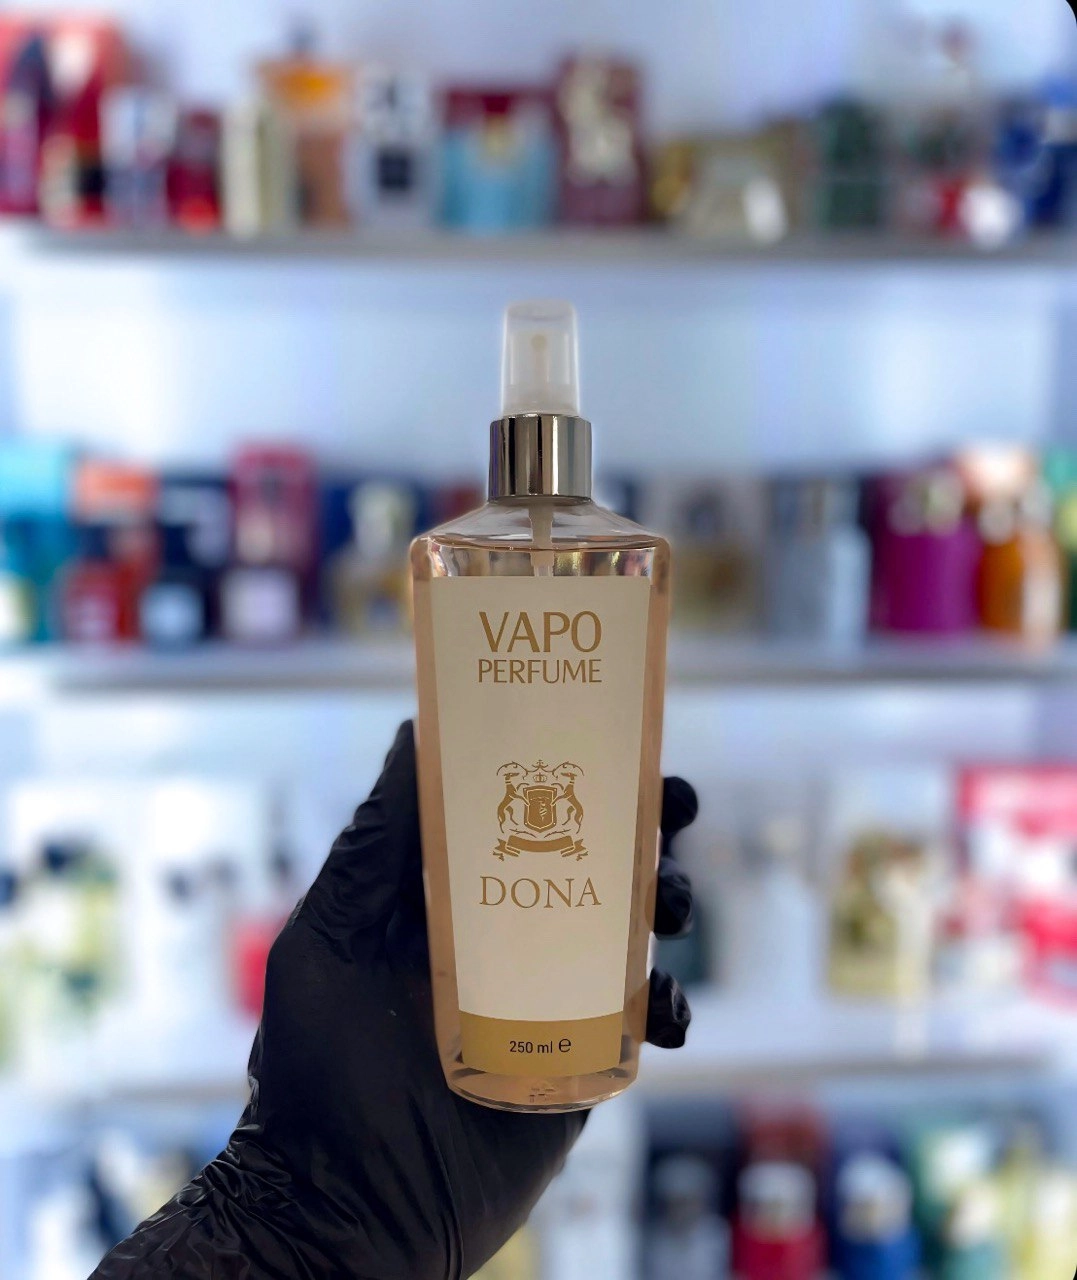 VAPO
PERFUME
DONA
250 ml ℮